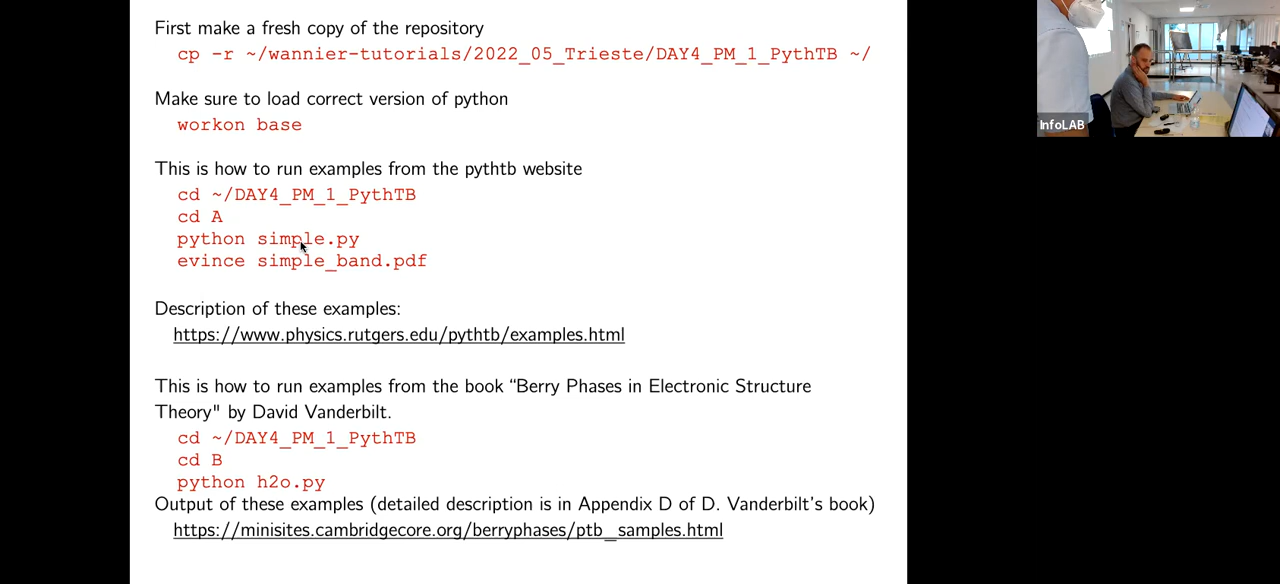 First make a fresh copy of the repository
cp -r ~/wannier-tutorials/2022_05_Trieste/DAY4_PM_1_PythTB ~/
Make sure to load correct version of python
workon base
This is how to run examples from the pythtb website
cd ~/DAY4_PM_1_PythTB
cd A
python simple.py
evince simple_band.pdf
Description of these examples:
https://www.physics.rutgers.edu/pythtb/examples.html
This is how to run examples from the book “Berry Phases in Electronic Structure
Theory" by David Vanderbilt.
cd ~/DAY4_PM_1_PythTB
cd B
python h2o.py
Output of these examples (detailed description is in Appendix D of D. Vanderbilt's book)
https://minisites.cambridgecore.org/berryphases/ptb_samples.html
InfoLAB